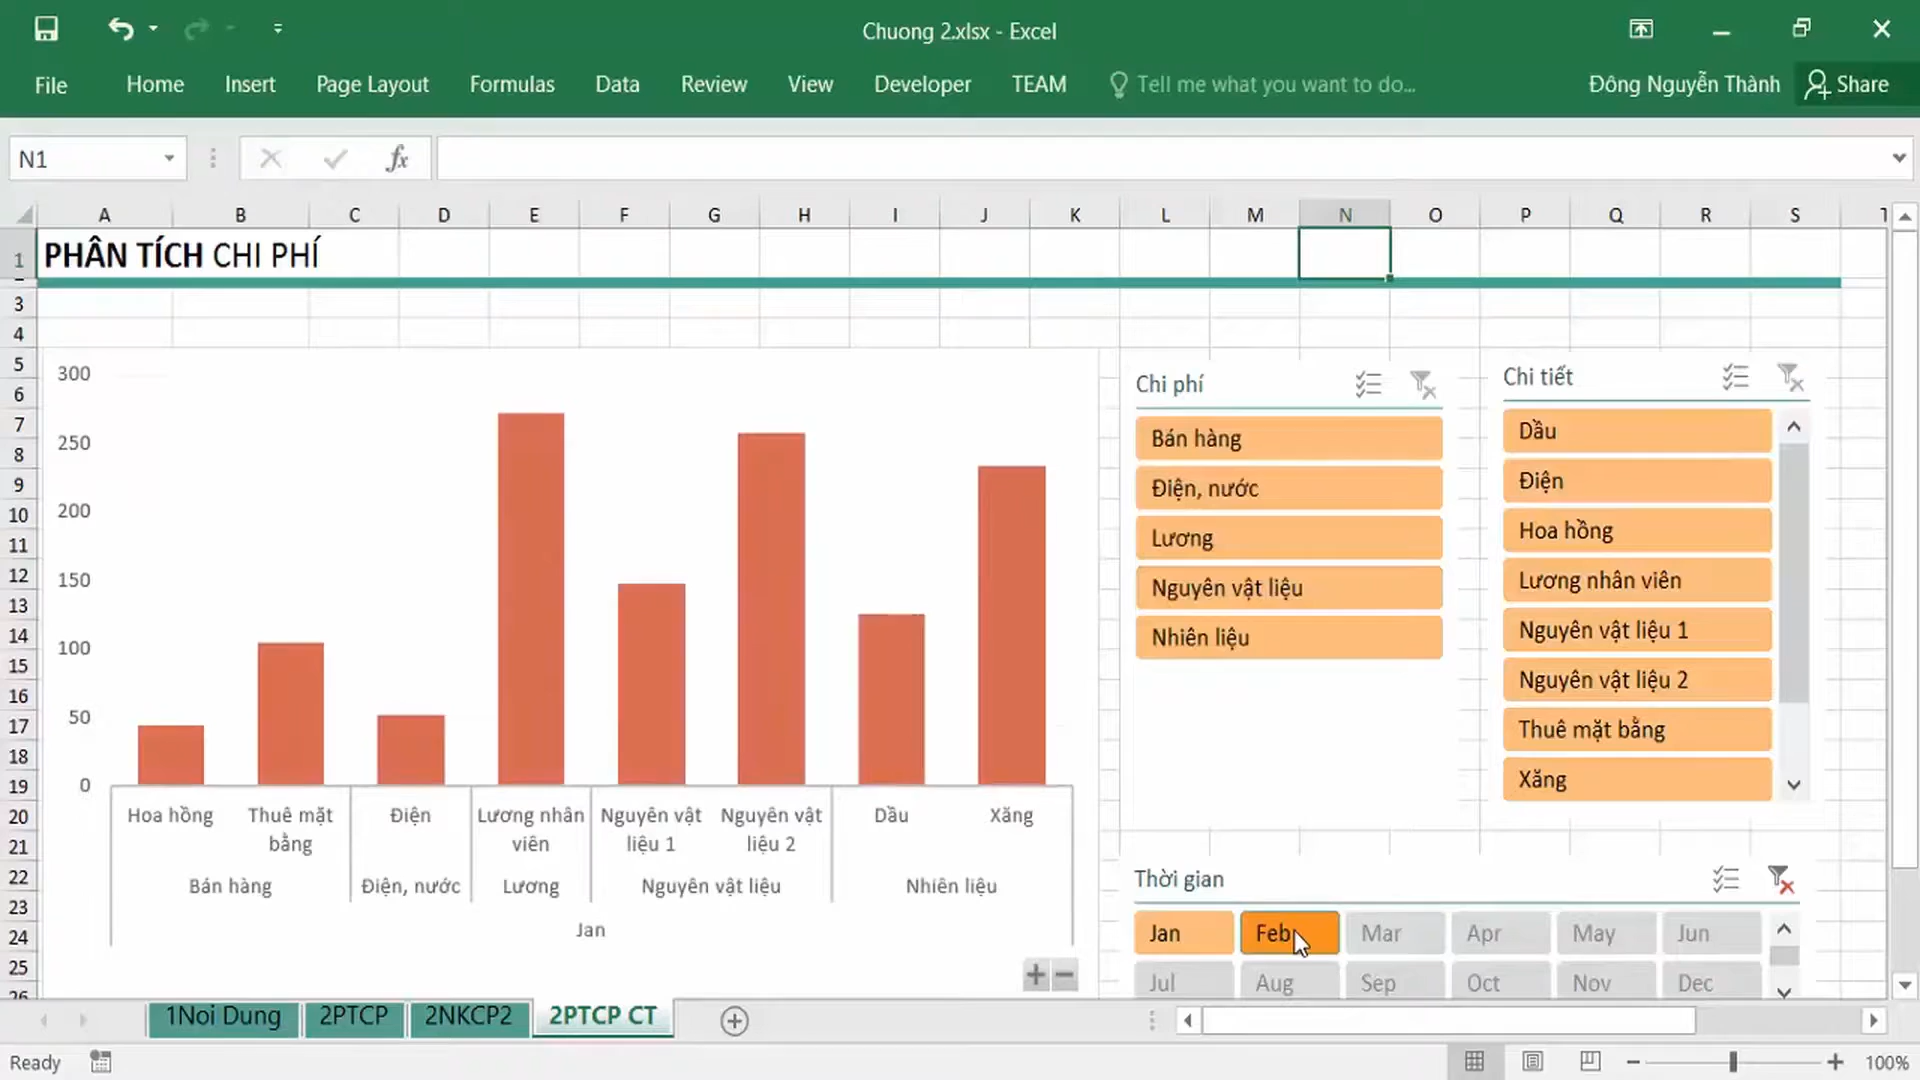 Chuong 2.xlsx - Excel
File Home Insert Page Layout Formulas Data Review View Developer TEAM Tell me what you want to do... Đông Nguyễn Thành Share
N1 fx
A B C D E F G H I J K L M N O P Q R S
1 PHÂN TÍCH CHI PHÍ
3
4
5
6
7
8
9
10
11
12
13
14
15
16
17
18
19
20
21
22
23
24
25
26
300
250
200
150
100
50
0
Hoa hồng Thuê mặt bằng Điện Lương nhân viên Nguyên vật liệu 1 Nguyên vật liệu 2 Dầu Xăng
Bán hàng Điện, nước Lương Nguyên vật liệu Nhiên liệu
Jan
Chi phí
Bán hàng
Điện, nước
Lương
Nguyên vật liệu
Nhiên liệu
Chi tiết
Dầu
Điện
Hoa hồng
Lương nhân viên
Nguyên vật liệu 1
Nguyên vật liệu 2
Thuê mặt bằng
Xăng
Thời gian
Jan Feb Mar Apr May Jun
Jul Aug Sep Oct Nov Dec
1Noi Dung 2PTCP 2NKCP2 2PTCP CT
Ready 100%